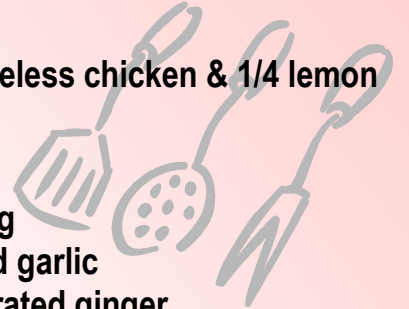 eless chicken & 1/4 lemon
g
d garlic
rated ginger